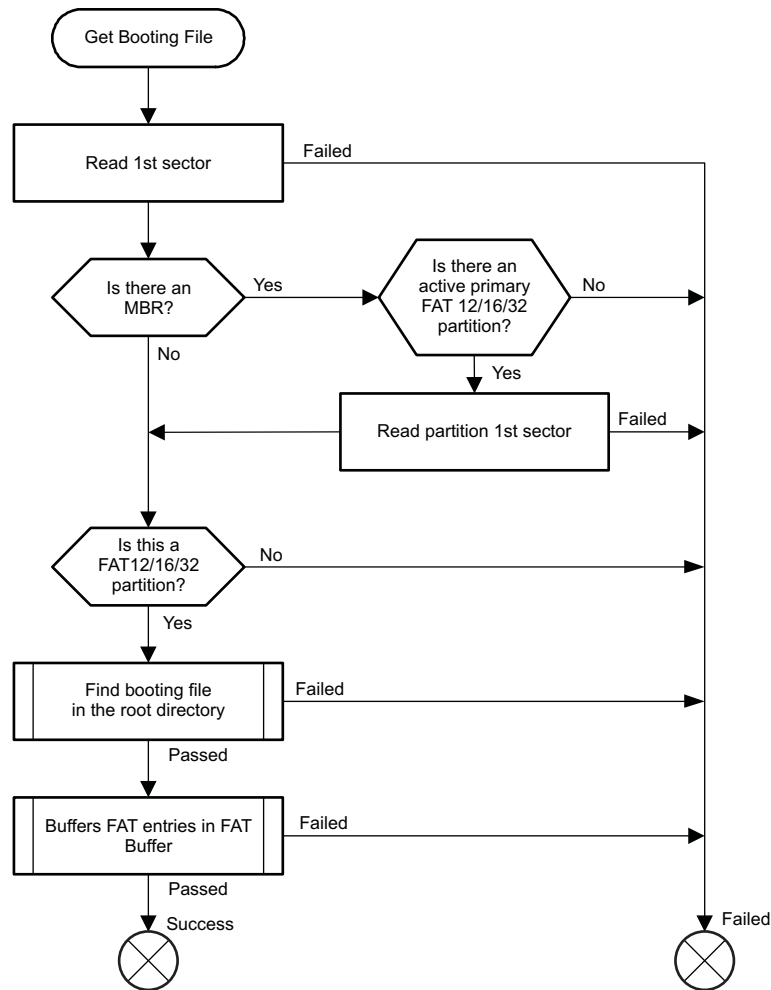 Get Booting File
Read 1st sector
Failed
Is there an
MBR?
Yes
Is there an
active primary
FAT 12/16/32
partition?
No
No
Yes
Read partition 1st sector
Failed
Is this a
FAT12/16/32
partition?
No
Yes
Find booting file
in the root directory
Failed
Passed
Buffers FAT entries in FAT
Buffer
Failed
Passed
Success
Failed